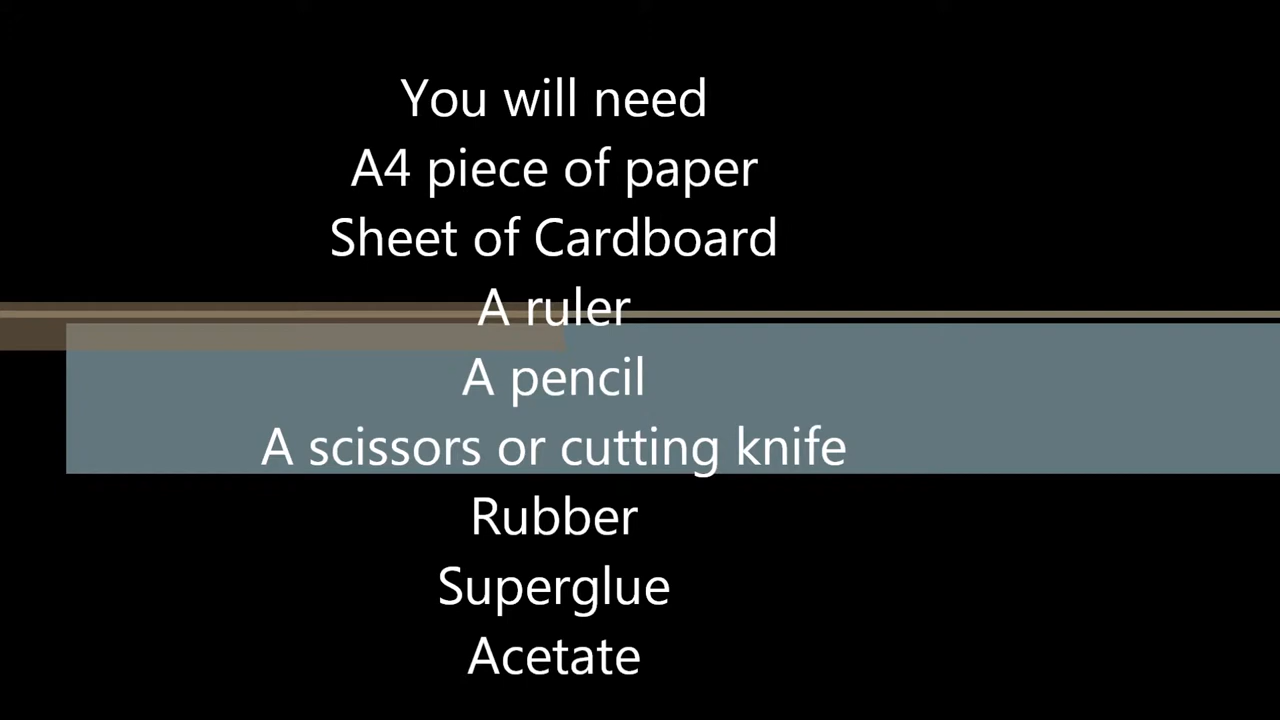 You will need
A4 piece of paper
Sheet of Cardboard
A ruler
A pencil
A scissors or cutting knife
Rubber
Superglue
Acetate